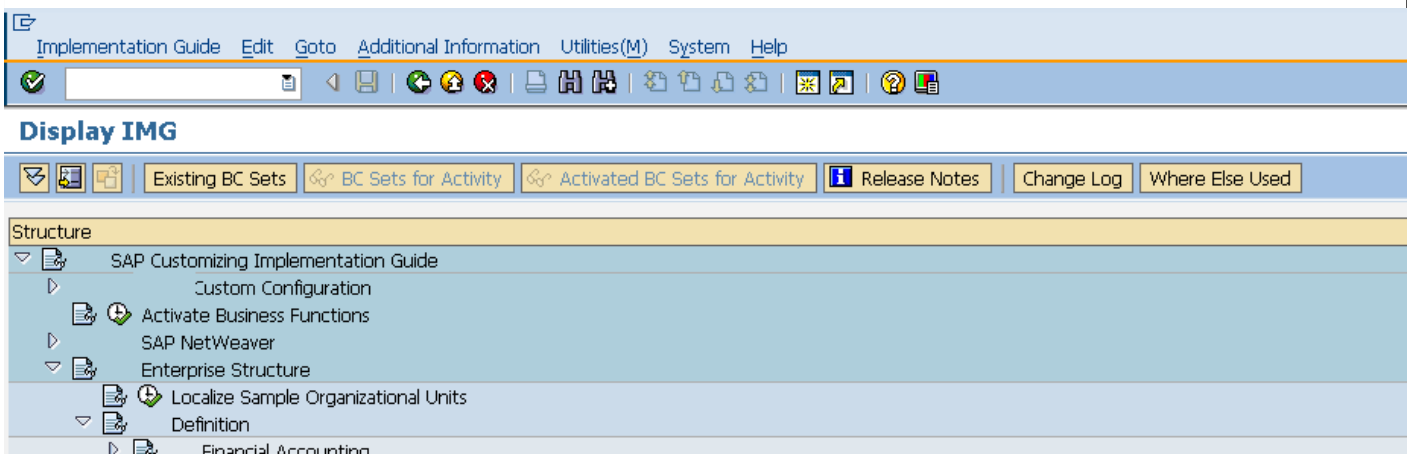 Implementation Guide Edit Goto Additional Information Utilities(M) System Help
Display IMG
Existing BC Sets BC Sets for Activity Activated BC Sets for Activity Release Notes Change Log Where Else Used
Structure
SAP Customizing Implementation Guide
Custom Configuration
Activate Business Functions
SAP NetWeaver
Enterprise Structure
Localize Sample Organizational Units
Definition
Financial Accounting